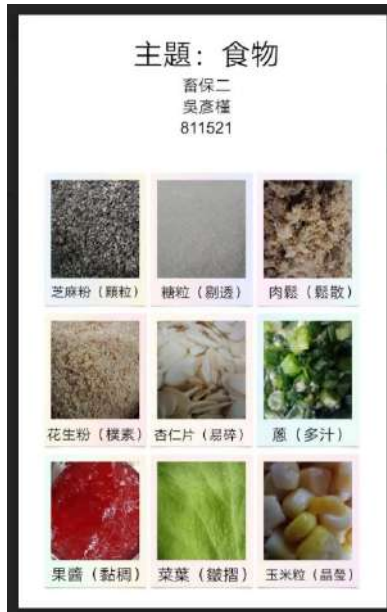 主題：食物
畜保二
吳彥槿
811521
芝麻粉（顆粒）
糖粒（剔透）
肉鬆（鬆散）
花生粉（樸素）
杏仁片（易碎）
蔥（多汁）
果醬（黏稠）
菜葉（皺摺）
玉米粒（晶瑩）